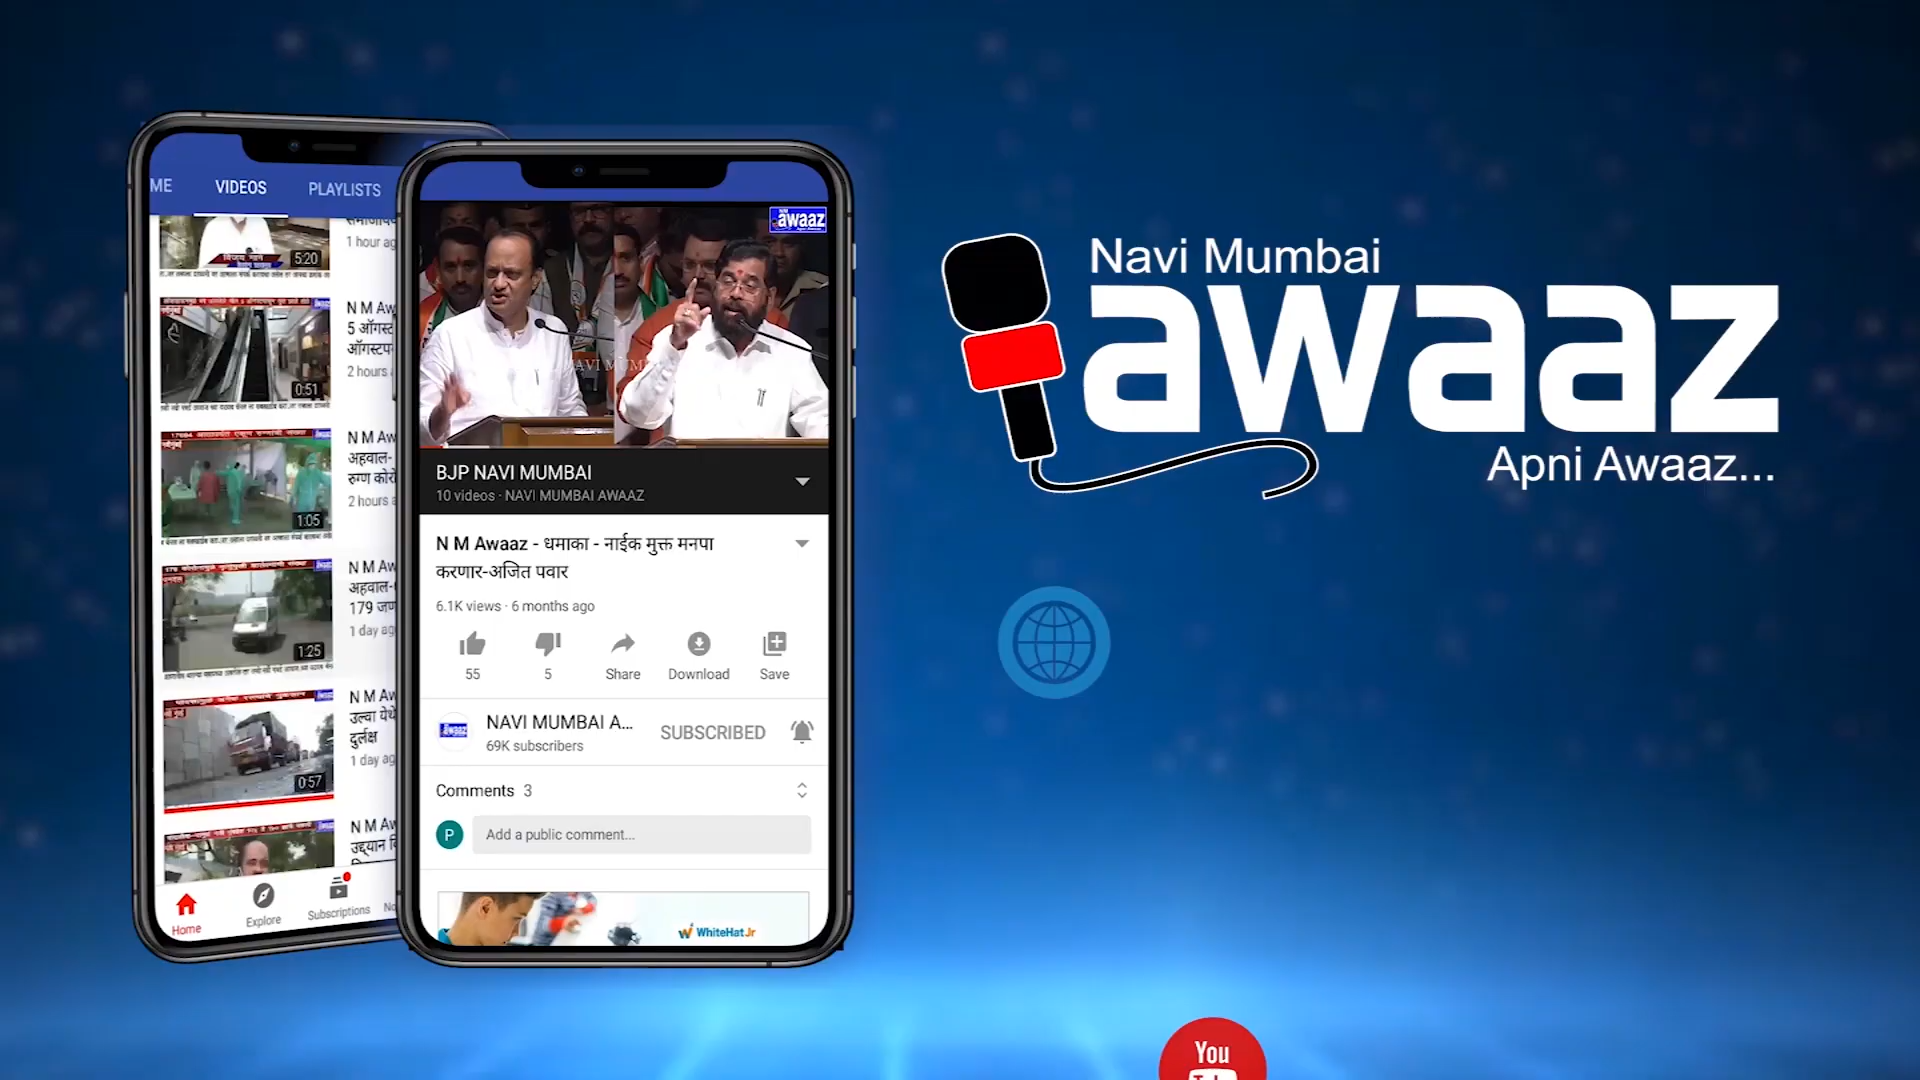 ME VIDEOS PLAYLISTS
1 hour ag
5:20
N M Aw
5 ऑगस्ट
2 hours
0:51
N M Aw
अहवाल-
रुग्ण कोरो
2 hours
1:05
N M Aw
अहवाल-
179 जण
1 day ag
1:25
N M Aw
उल्वा येथे
दुर्लक्ष
1 day ag
0:57
N M Aw
उद्यान वि
Home Explore Subscriptions No
awaaz
NAVI MUM
BJP NAVI MUMBAI
10 videos · NAVI MUMBAI AWAAZ
N M Awaaz - धमाका - नाईक मुक्त मनपा
करणार-अजित पवार
6.1K views · 6 months ago
55 5 Share Download Save
awaaz
NAVI MUMBAI A...
69K subscribers
SUBSCRIBED
Comments 3
P Add a public comment...
WhiteHat Jr
Navi Mumbai
awaaz
Apni Awaaz...
You